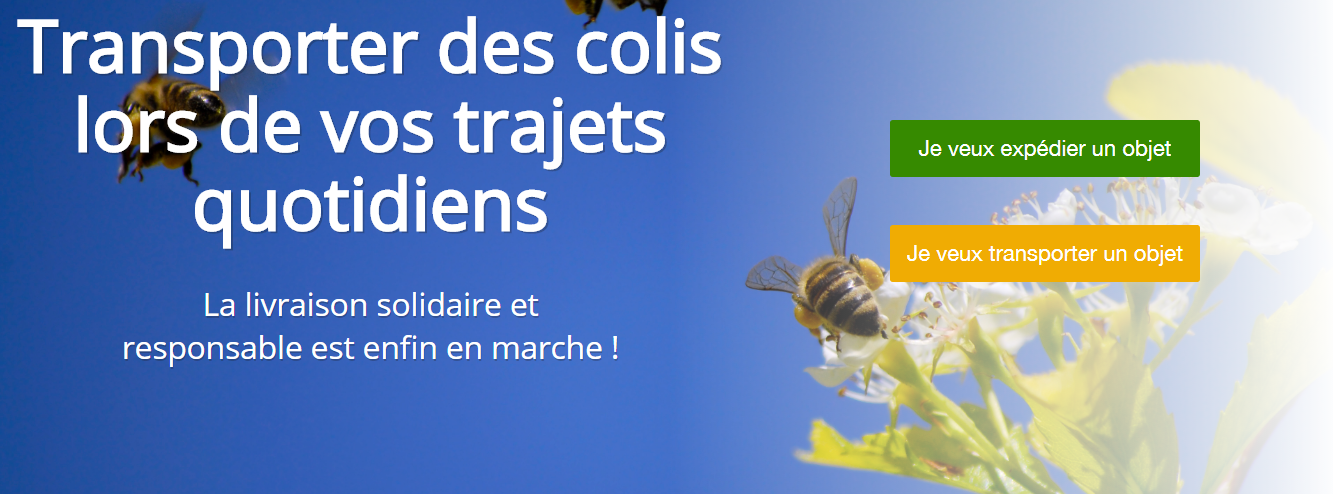 Transporter des colis
lors de vos trajets
quotidiens
La livraison solidaire et
responsable est enfin en marche !
Je veux expédier un objet
Je veux transporter un objet